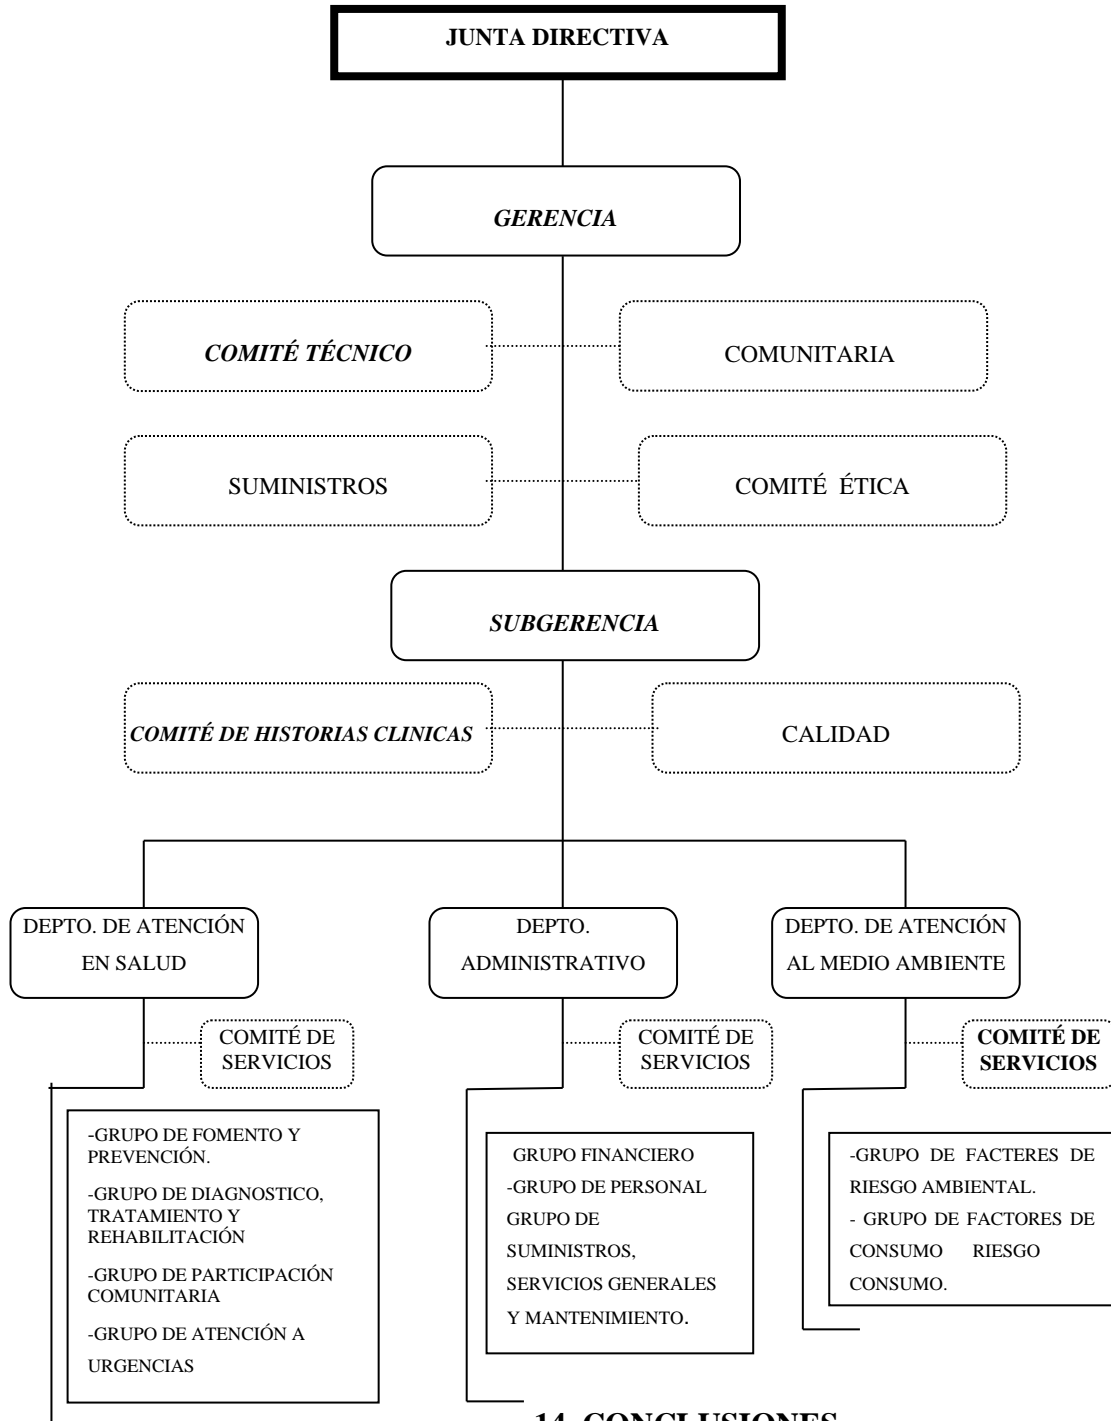 JUNTA DIRECTIVA
GERENCIA
COMITÉ TÉCNICO
COMUNITARIA
SUMINISTROS
COMITÉ ÉTICA
SUBGERENCIA
COMITÉ DE HISTORIAS CLINICAS
CALIDAD
DEPTO. DE ATENCIÓN
EN SALUD
DEPTO.
ADMINISTRATIVO
DEPTO. DE ATENCIÓN
AL MEDIO AMBIENTE
COMITÉ DE
SERVICIOS
COMITÉ DE
SERVICIOS
COMITÉ DE
SERVICIOS
-GRUPO DE FOMENTO Y
PREVENCIÓN.
-GRUPO DE DIAGNOSTICO,
TRATAMIENTO Y
REHABILITACIÓN
-GRUPO DE PARTICIPACIÓN
COMUNITARIA
-GRUPO DE ATENCIÓN A
URGENCIAS
GRUPO FINANCIERO
-GRUPO DE PERSONAL
GRUPO DE
SUMINISTROS,
SERVICIOS GENERALES
Y MANTENIMIENTO.
-GRUPO DE FACTERES DE
RIESGO AMBIENTAL.
- GRUPO DE FACTORES DE
CONSUMO RIESGO
CONSUMO.
14. CONCLUSIONES